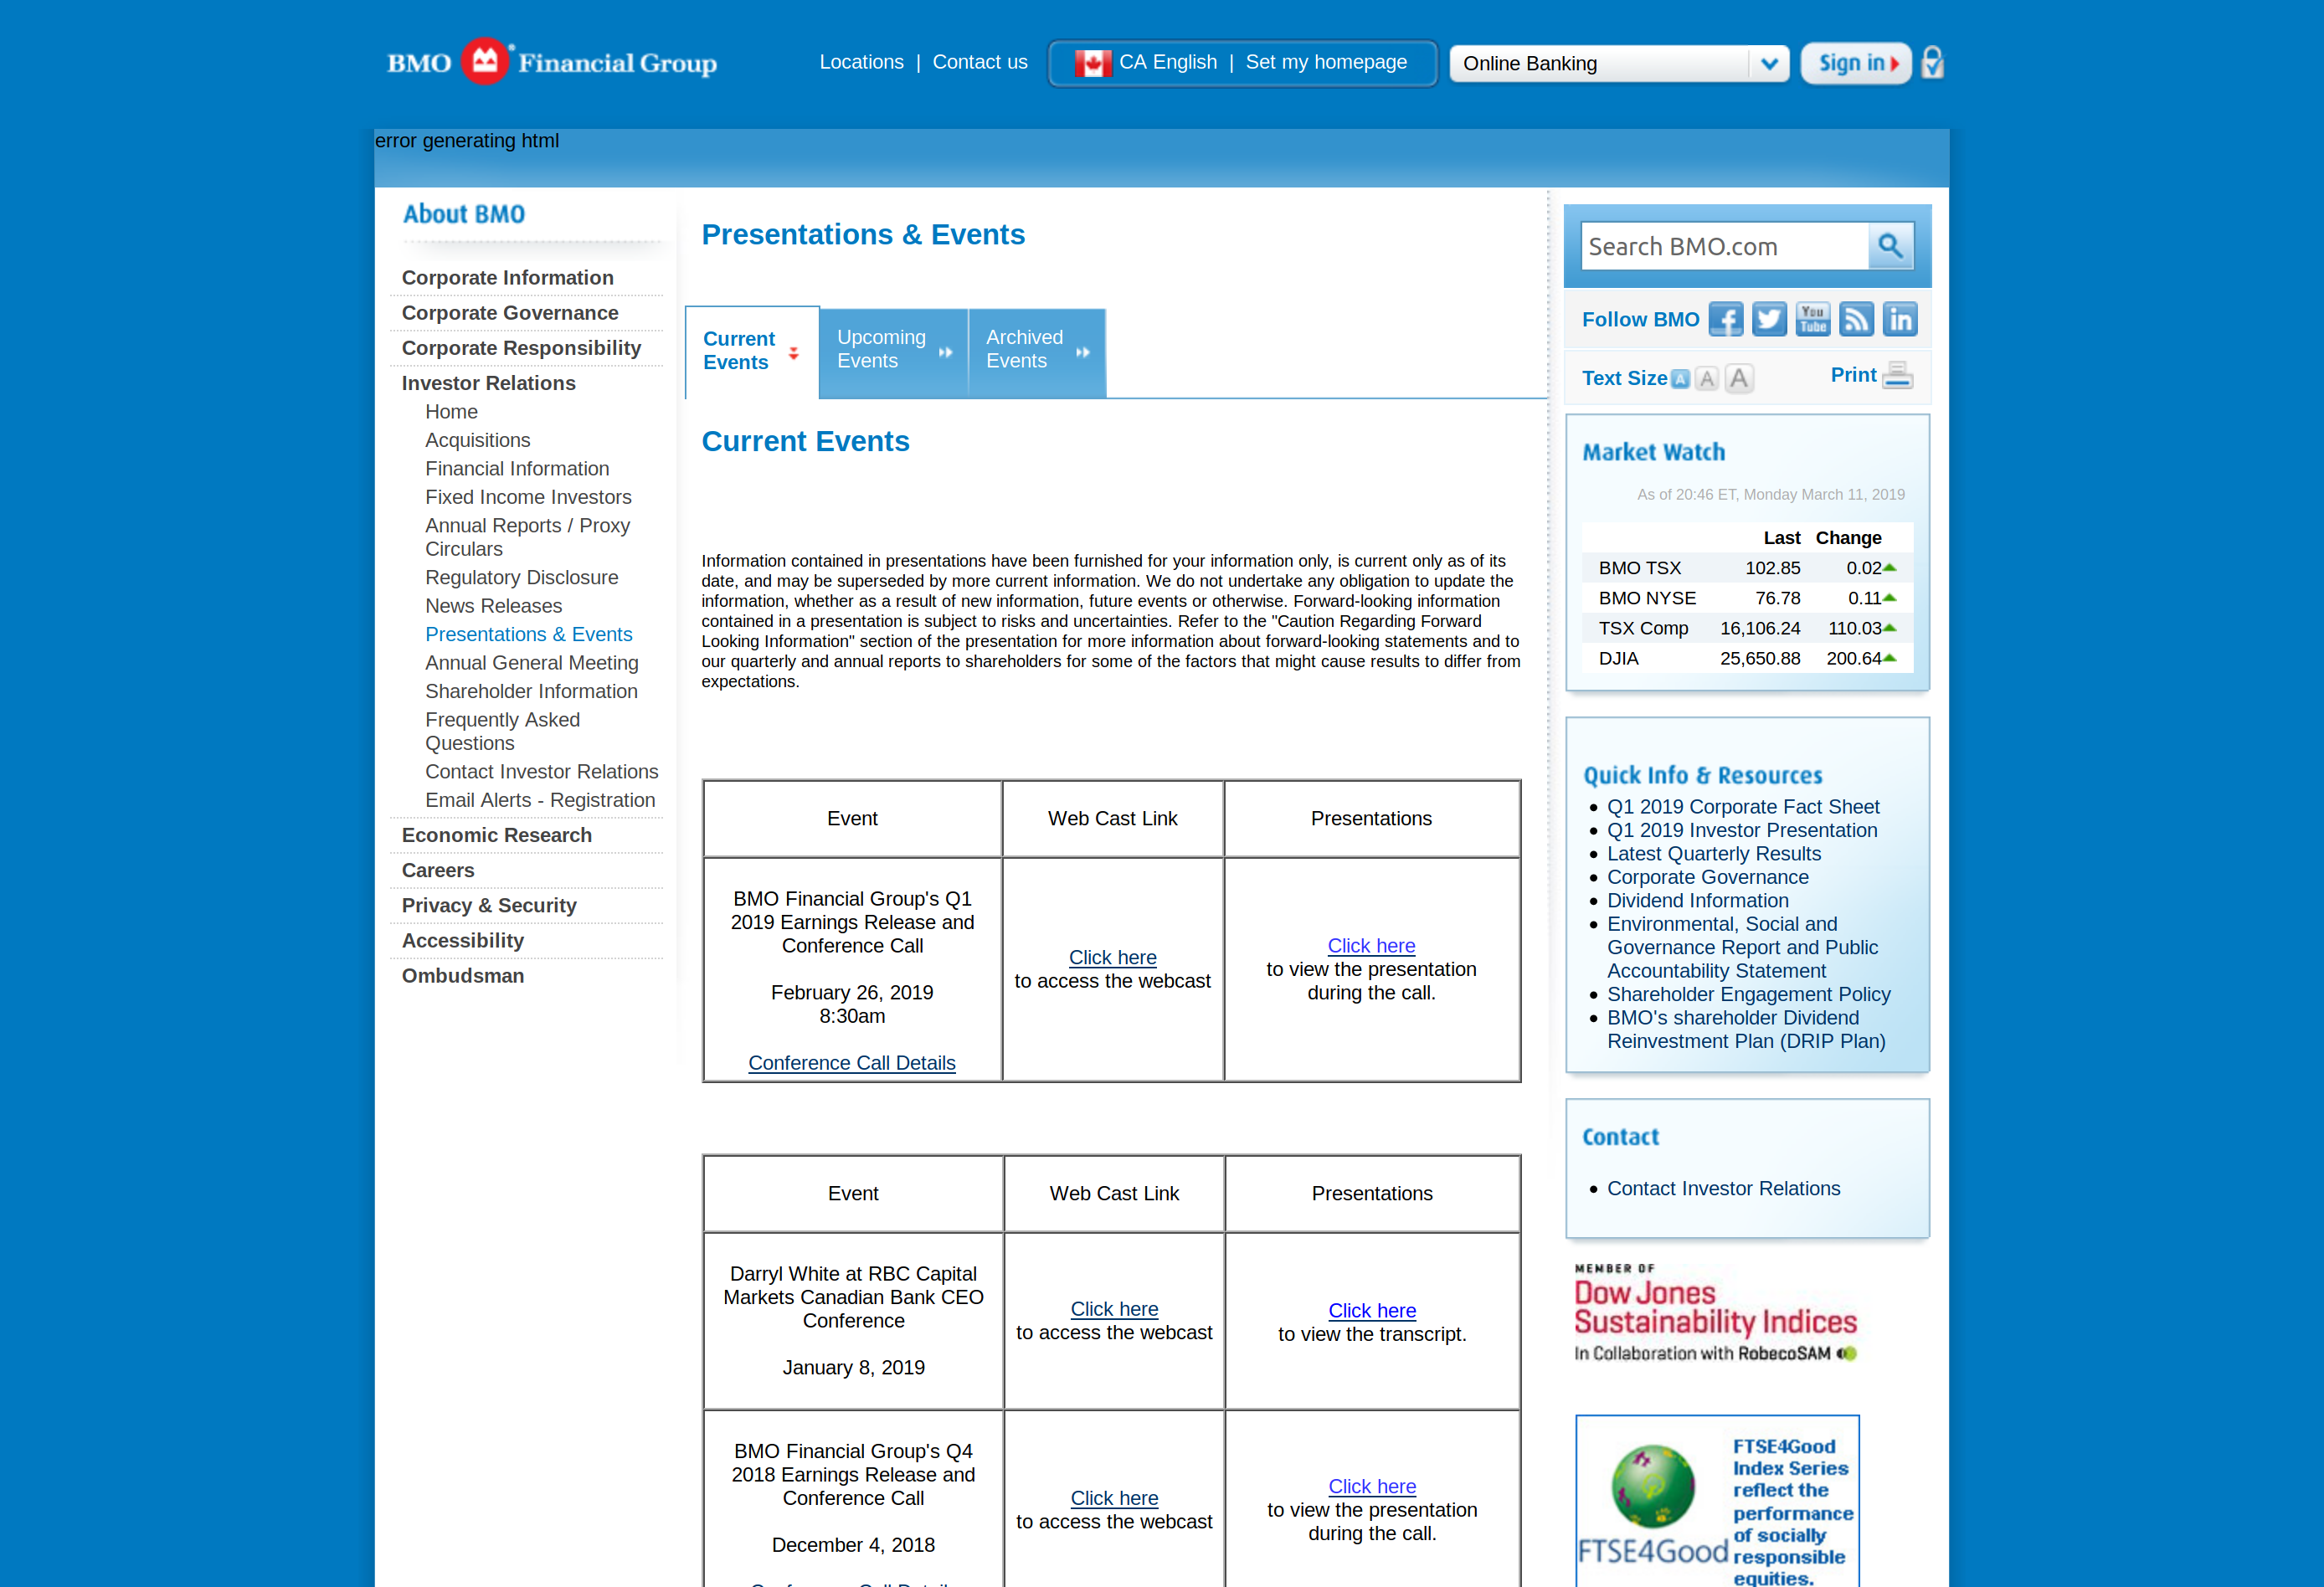 BMO Financial Group
Locations | Contact us
CA English | Set my homepage
Online Banking
Sign in
error generating html
About BMO
Corporate Information
Corporate Governance
Corporate Responsibility
Investor Relations
Home
Acquisitions
Financial Information
Fixed Income Investors
Annual Reports / Proxy
Circulars
Regulatory Disclosure
News Releases
Presentations & Events
Annual General Meeting
Shareholder Information
Frequently Asked
Questions
Contact Investor Relations
Email Alerts - Registration
Economic Research
Careers
Privacy & Security
Accessibility
Ombudsman
Presentations & Events
Current
Events
Upcoming
Events
Archived
Events
Current Events
Information contained in presentations have been furnished for your information only, is current only as of its
date, and may be superseded by more current information. We do not undertake any obligation to update the
information, whether as a result of new information, future events or otherwise. Forward-looking information
contained in a presentation is subject to risks and uncertainties. Refer to the "Caution Regarding Forward
Looking Information" section of the presentation for more information about forward-looking statements and to
our quarterly and annual reports to shareholders for some of the factors that might cause results to differ from
expectations.
Event Web Cast Link Presentations
BMO Financial Group's Q1
2019 Earnings Release and
Conference Call
February 26, 2019
8:30am
Conference Call Details
Click here
to access the webcast
Click here
to view the presentation
during the call.
Event Web Cast Link Presentations
Darryl White at RBC Capital
Markets Canadian Bank CEO
Conference
January 8, 2019
Click here
to access the webcast
Click here
to view the transcript.
BMO Financial Group's Q4
2018 Earnings Release and
Conference Call
December 4, 2018
Click here
to access the webcast
Click here
to view the presentation
during the call.
Search BMO.com
Follow BMO
You
Tube
in
Text Size A A A
Print
Market Watch
As of 20:46 ET, Monday March 11, 2019
Last Change
BMO TSX 102.85 0.02
BMO NYSE 76.78 0.11
TSX Comp 16,106.24 110.03
DJIA 25,650.88 200.64
Quick Info & Resources
Q1 2019 Corporate Fact Sheet
Q1 2019 Investor Presentation
Latest Quarterly Results
Corporate Governance
Dividend Information
Environmental, Social and
Governance Report and Public
Accountability Statement
Shareholder Engagement Policy
BMO's shareholder Dividend
Reinvestment Plan (DRIP Plan)
Contact
Contact Investor Relations
MEMBER OF
Dow Jones
Sustainability Indices
In Collaboration with RobecoSAM
FTSE4Good
FTSE4Good
Index Series
reflect the
performance
of socially
responsible
equities.